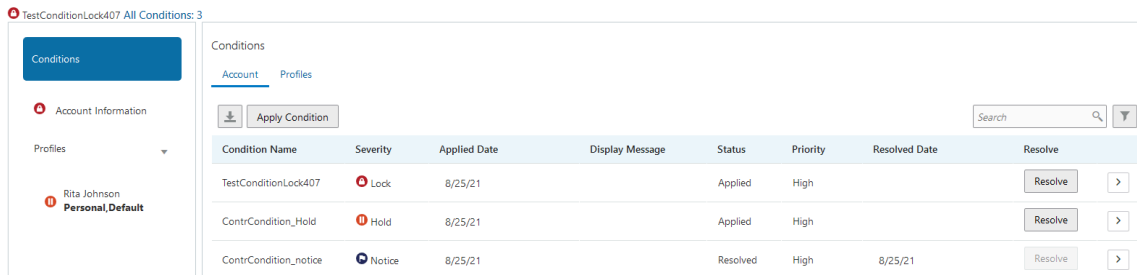 TestConditionLock407 All Conditions: 3
Conditions
Account Information
Profiles
Rita Johnson
Personal,Default
Conditions
Account Profiles
Apply Condition
Search
Condition Name Severity Applied Date Display Message Status Priority Resolved Date Resolve
TestConditionLock407 Lock 8/25/21 Applied High Resolve
ContrCondition_Hold Hold 8/25/21 Applied High Resolve
ContrCondition_notice Notice 8/25/21 Resolved High 8/25/21 Resolve